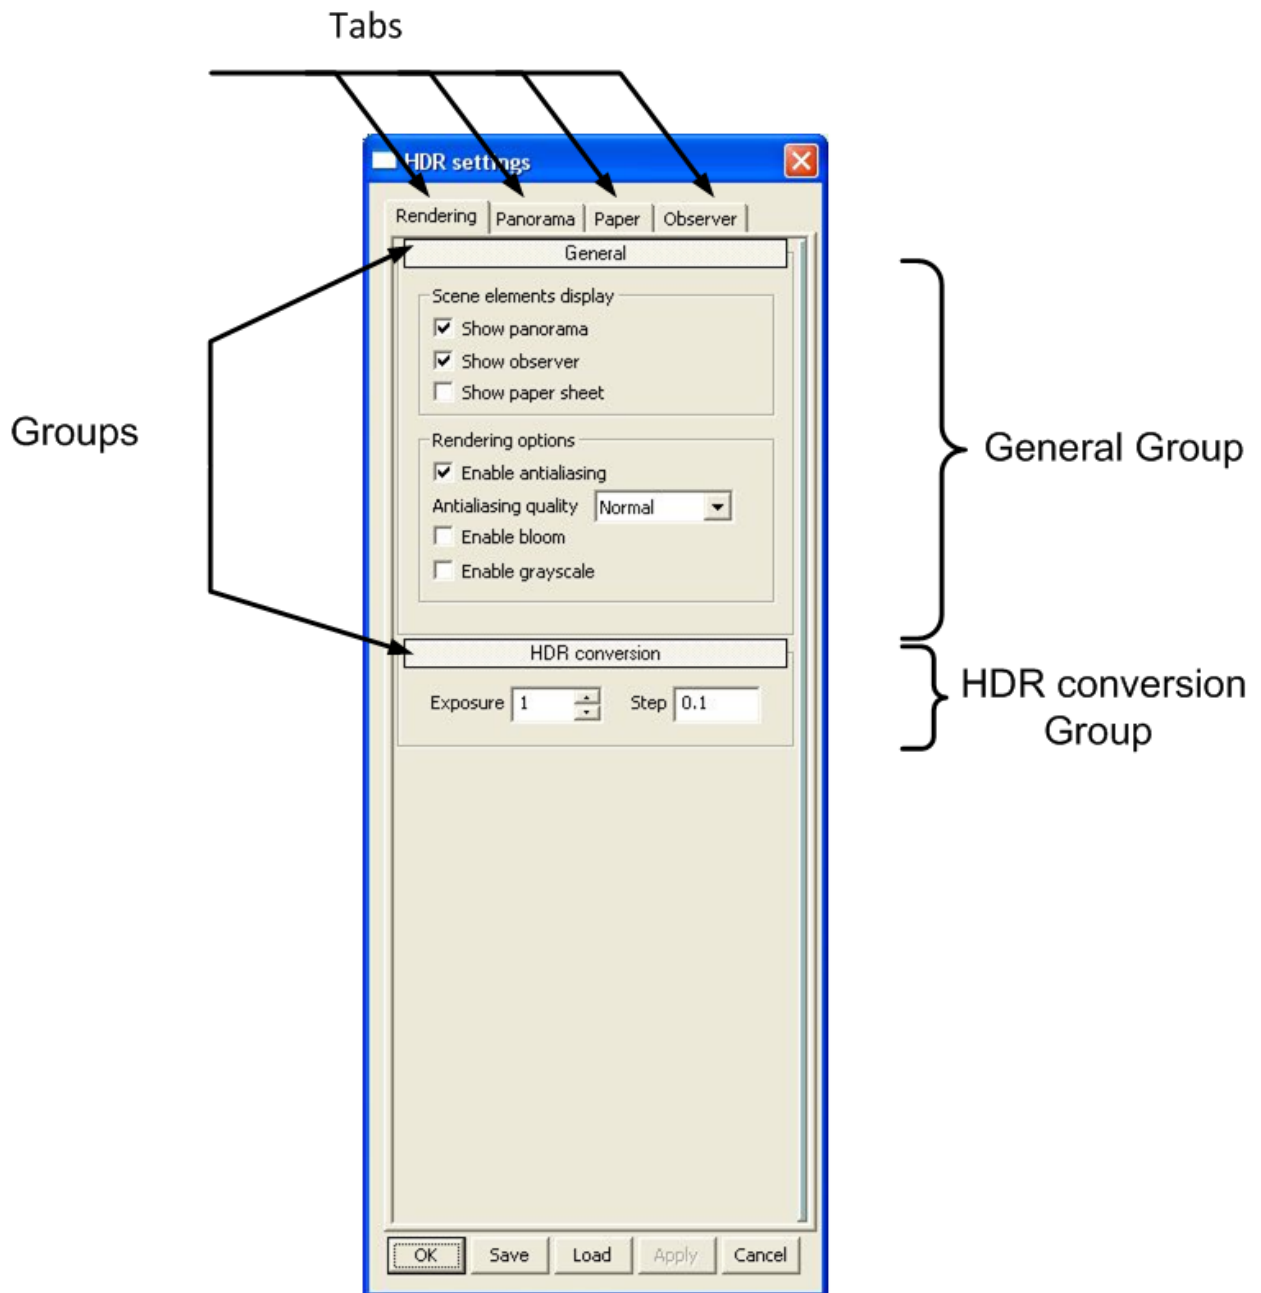 Tabs
HDR settings
Rendering Panorama Paper Observer
General
Scene elements display
Show panorama
Show observer
Show paper sheet
Groups
Rendering options
General Group
Enable antialiasing
Antialiasing quality Normal
Enable bloom
Enable grayscale
HDR conversion
HDR conversion
Group
Exposure 1 Step 0.1
OK Save Load Apply Cancel